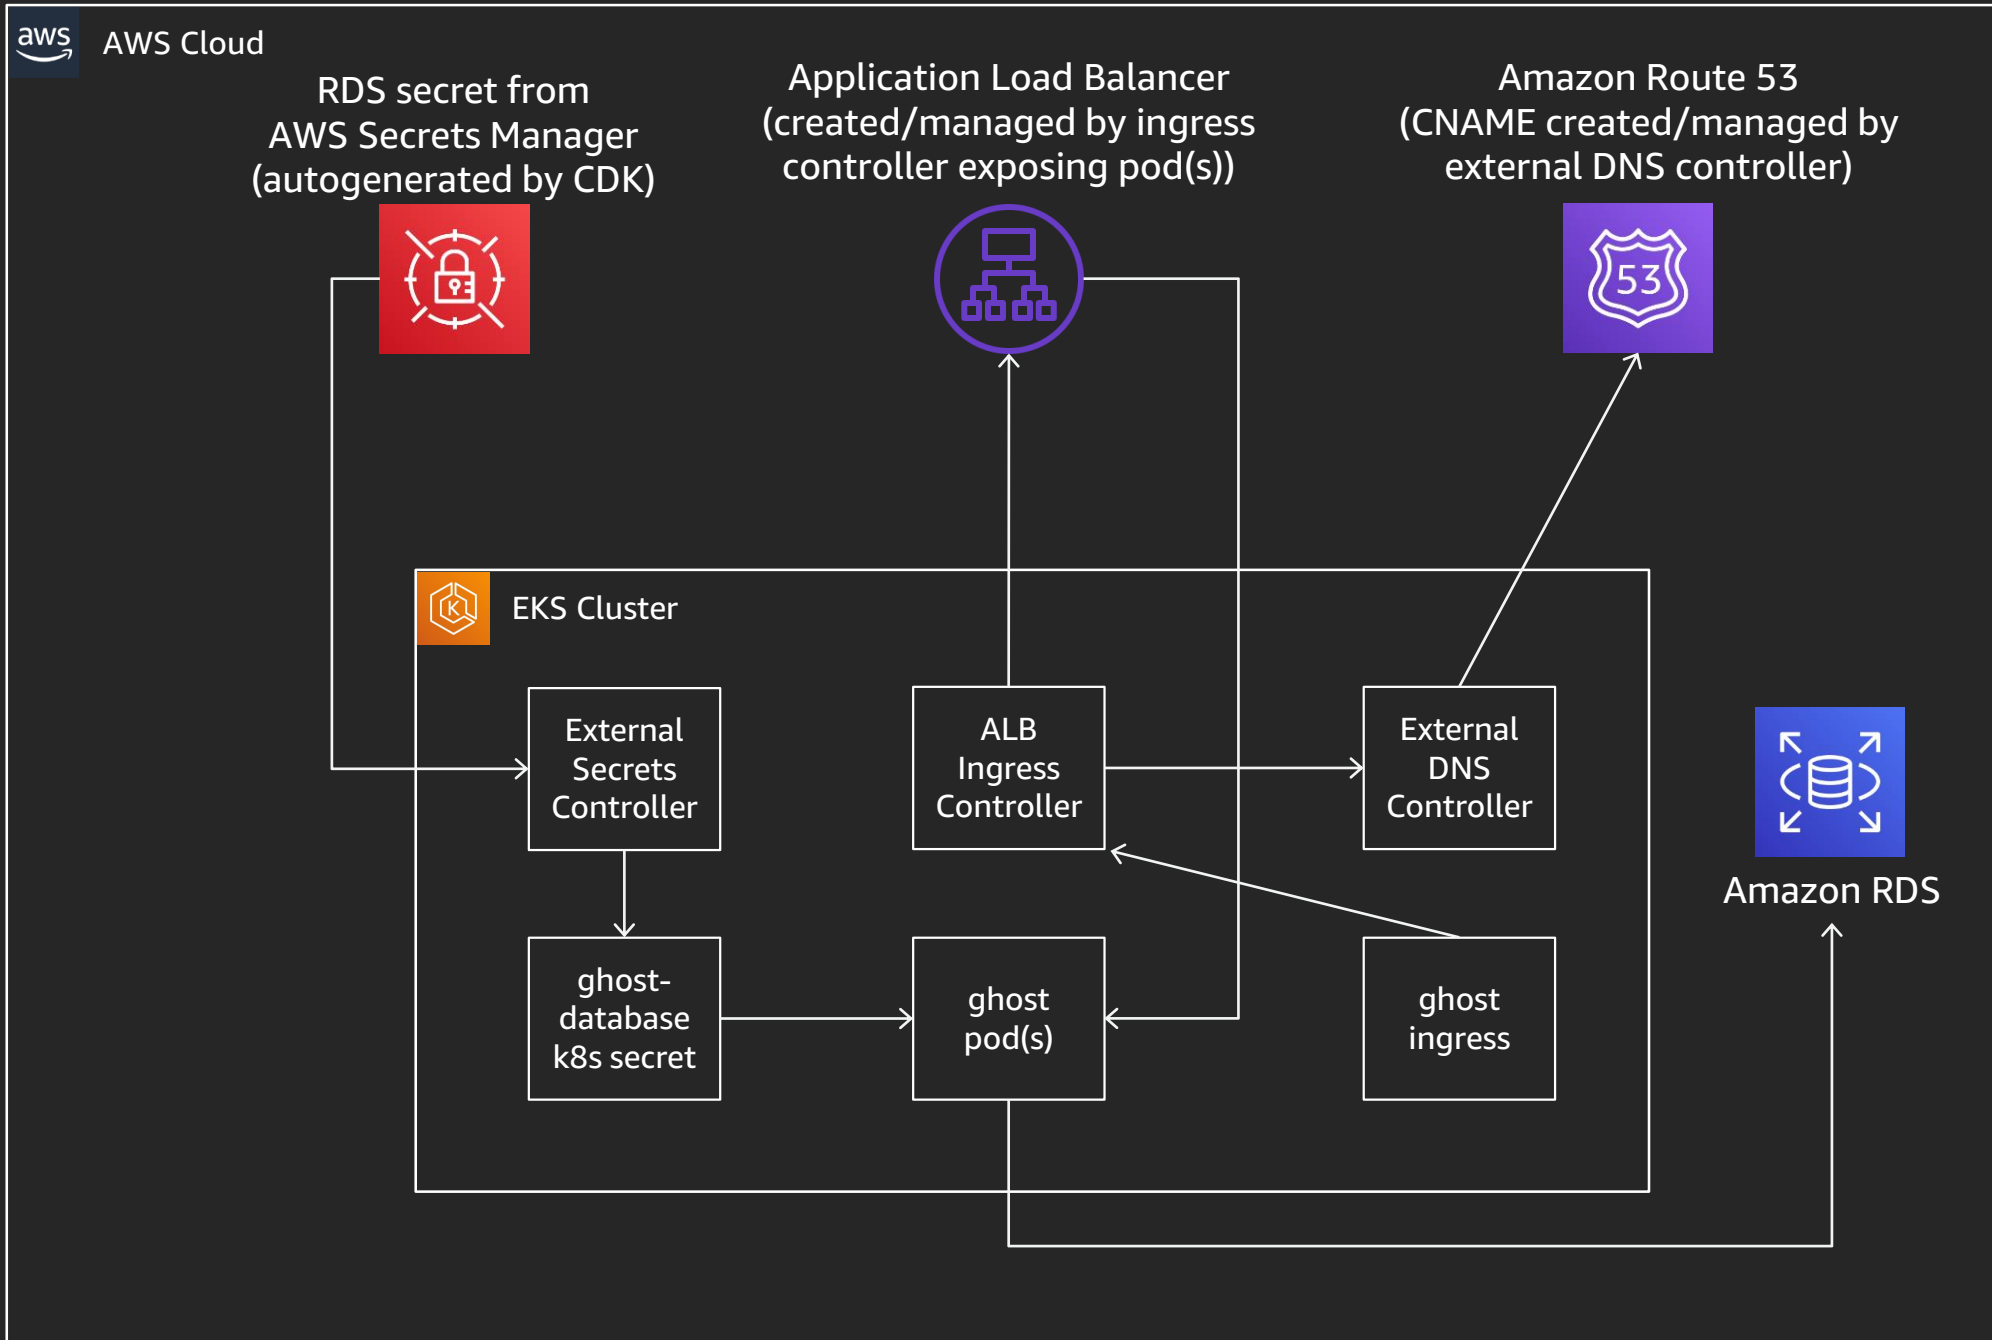 aws
AWS Cloud
RDS secret from
AWS Secrets Manager
(autogenerated by CDK)
Application Load Balancer
(created/managed by ingress
controller exposing pod(s))
Amazon Route 53
(CNAME created/managed by
external DNS controller)
53
K
EKS Cluster
External
Secrets
Controller
ALB
Ingress
Controller
External
DNS
Controller
Amazon RDS
ghost-
database
k8s secret
ghost
pod(s)
ghost
ingress